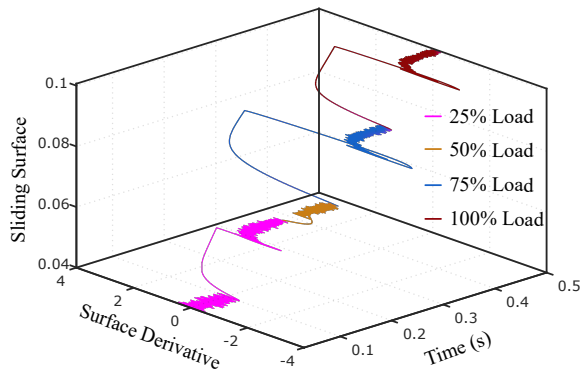 0.1
0.08
0.06
0.04
Sliding Surface
4
2
0
-2
-4
Surface Derivative
0.1
0.2
0.3
0.4
0.5
Time (s)
25% Load
50% Load
75% Load
100% Load